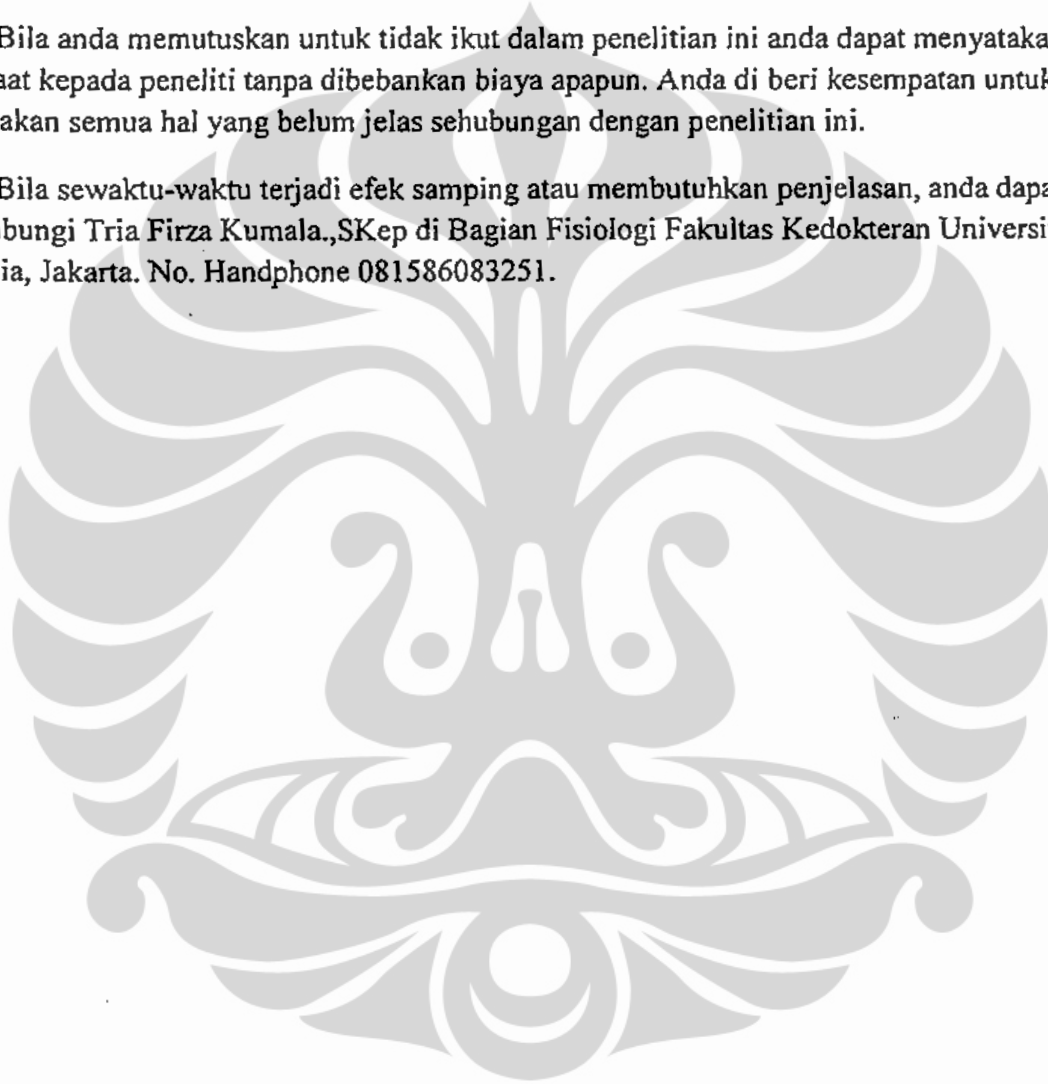 Bila anda memutuskan untuk tidak ikut dalam penelitian ini anda dapat menyataka
aat kepada peneliti tanpa dibebankan biaya apapun. Anda di beri kesempatan untuk
akan semua hal yang belum jelas sehubungan dengan penelitian ini.
Bila sewaktu-waktu terjadi efek samping atau membutuhkan penjelasan, anda dapa
bungi Tria Firza Kumala.,SKep di Bagian Fisiologi Fakultas Kedokteran Universi
ia, Jakarta. No. Handphone 081586083251.